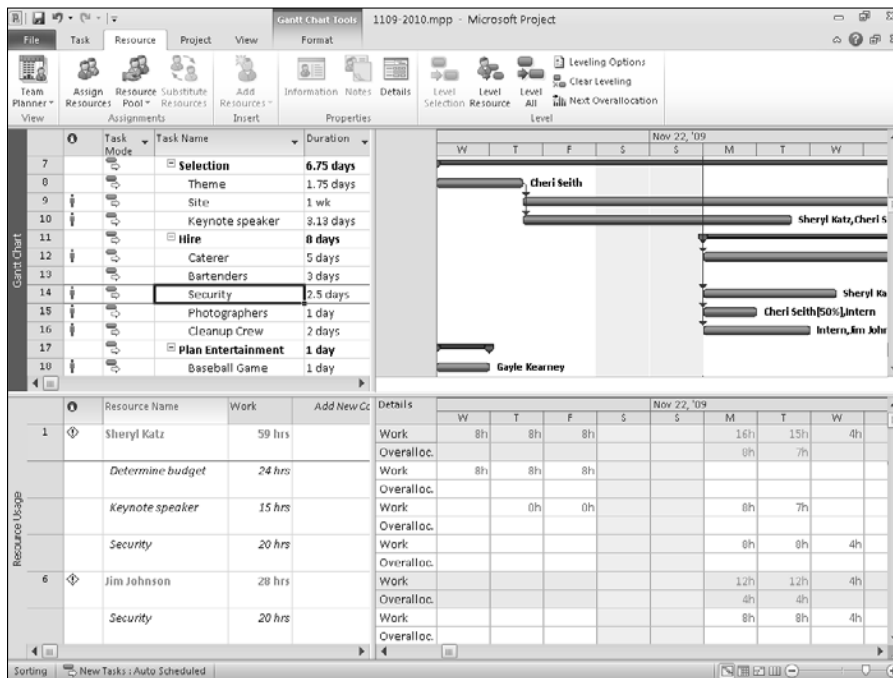 1109-2010.mpp - Microsoft Project
Gantt Chart Tools
File Task Resource Project View Format
Team Planner
Assign Resources
Resource Pool
Substitute Resources
Add Resources
Information
Notes
Details
Level Selection
Level Resource
Level All
Leveling Options
Clear Leveling
Next Overallocation
View Assignments Insert Properties Level
Task Mode Task Name Duration
Nov 22, '09
W T F S S M T W
7 Selection 6.75 days
8 Theme 1.75 days Cheri Seith
9 Site 1 wk
10 Keynote speaker 3.13 days Sheryl Katz,Cheri S
11 Hire 8 days
12 Caterer 5 days
13 Bartenders 3 days
14 Security 2.5 days Sheryl Ka
15 Photographers 1 day Cheri Seith[50%],Intern
16 Cleanup Crew 2 days Intern,Jim Johr
17 Plan Entertainment 1 day
18 Baseball Game 1 day Gayle Kearney
Gantt Chart
Resource Name Work Add New Cc Details
Nov 22, '09
W T F S S M T W
1 Sheryl Katz 59 hrs Work 8h 8h 8h 16h 15h 4h
Overalloc. 8h 7h
Determine budget 24 hrs Work 8h 8h 8h
Overalloc.
Keynote speaker 15 hrs Work 0h 0h 8h 7h
Overalloc.
Security 20 hrs Work 8h 8h 4h
Overalloc.
6 Jim Johnson 28 hrs Work 12h 12h 4h
Overalloc. 4h 4h
Security 20 hrs Work 8h 8h 4h
Overalloc.
Resource Usage
Sorting New Tasks : Auto Scheduled